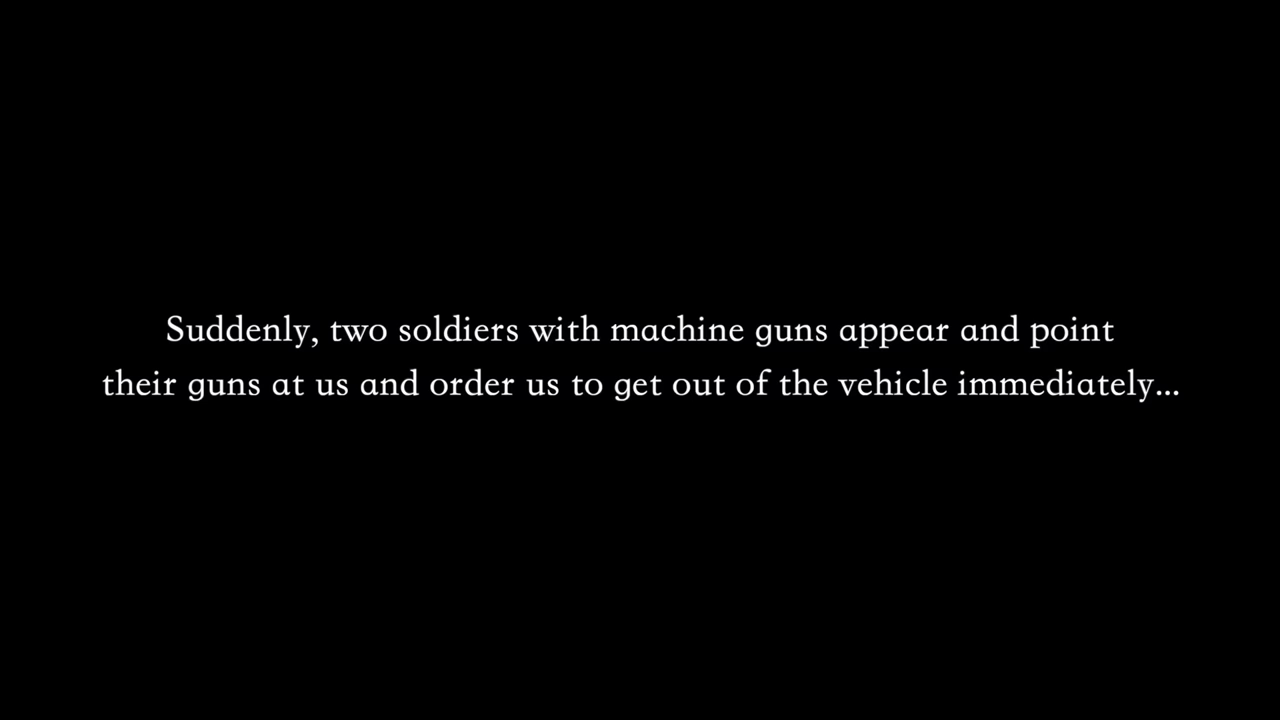 Suddenly, two soldiers with machine guns appear and point
their guns at us and order us to get out of the vehicle immediately...